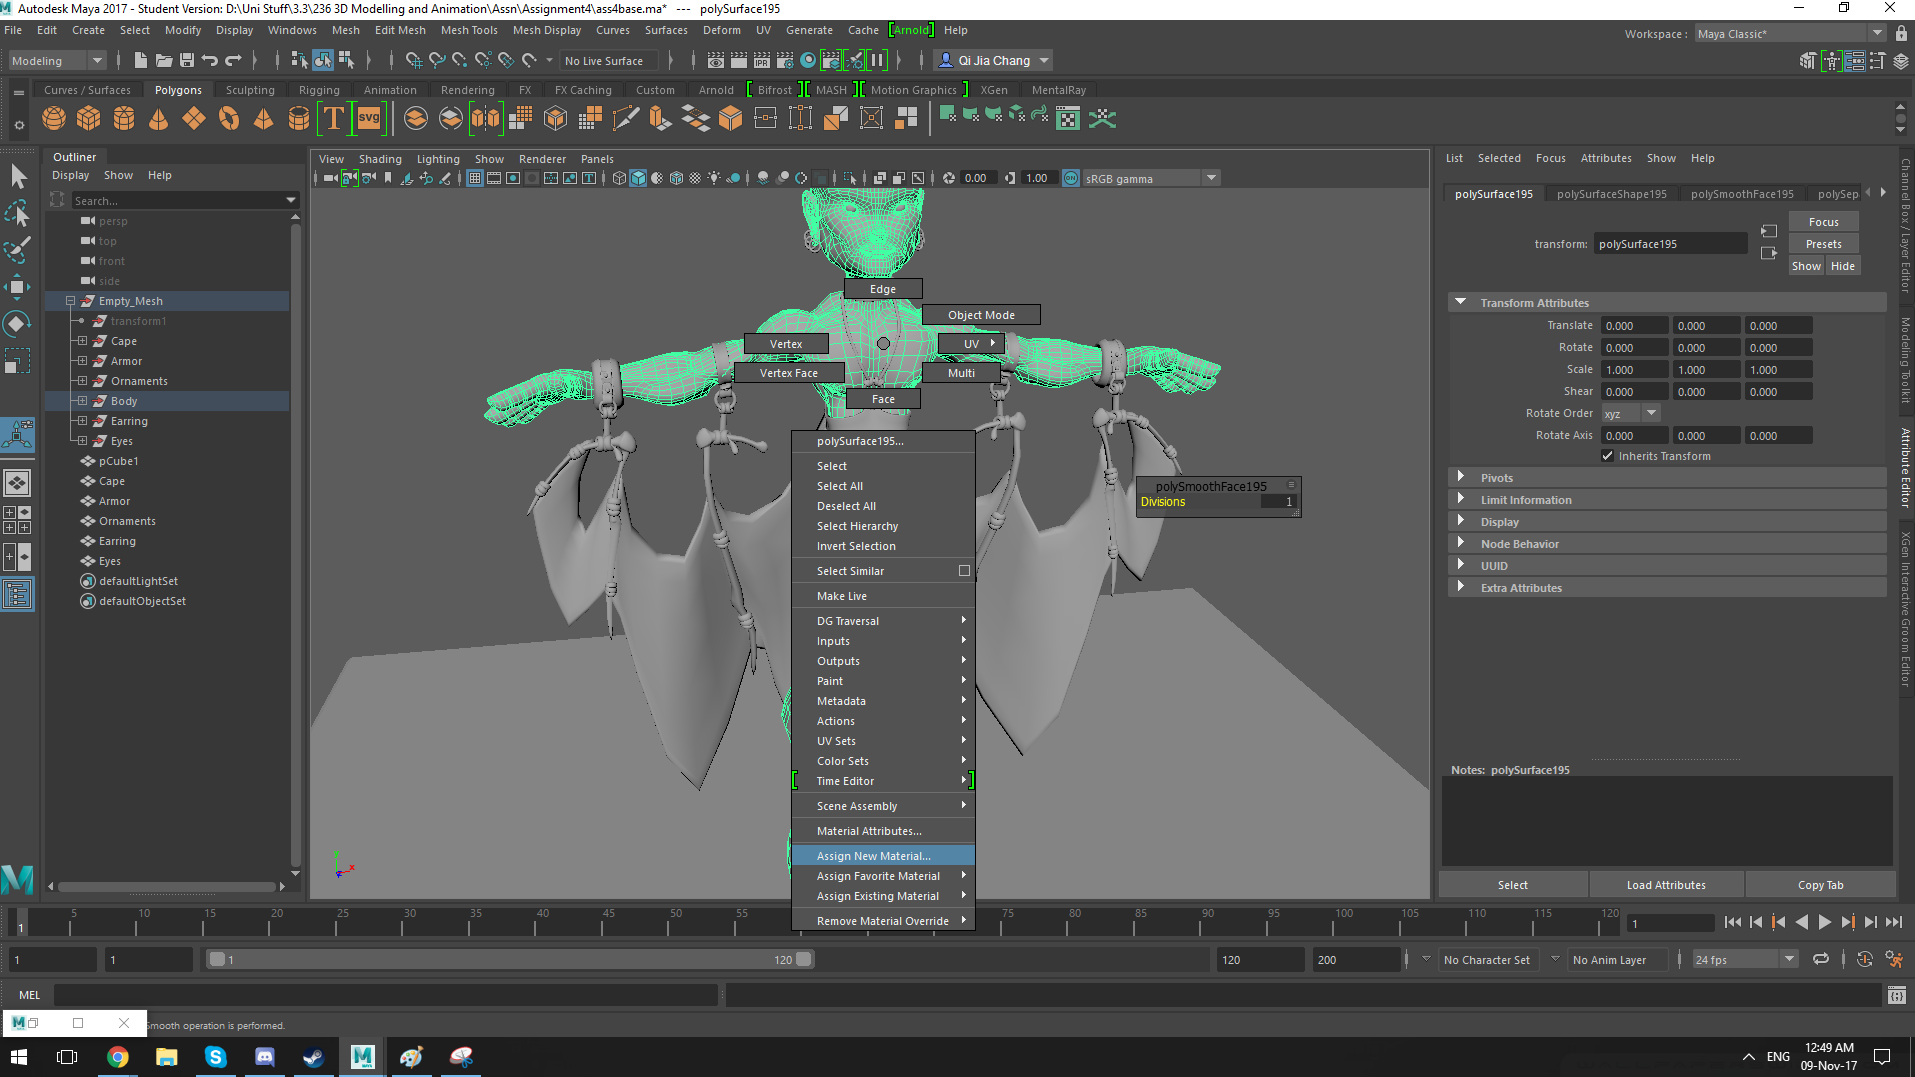 Autodesk Maya 2017 - Student Version: D:\Uni Stuff\3.3\236 3D Modelling and Animation\Assn\Assignment4\ass4base.ma* --- polySurface195
File Edit Create Select Modify Display Windows Mesh Edit Mesh Mesh Tools Mesh Display Curves Surfaces Deform UV Generate Cache [Arnold] Help
Workspace : Maya Classic*
Modeling No Live Surface Qi Jia Chang
Curves / Surfaces Polygons Sculpting Rigging Animation Rendering FX FX Caching Custom Arnold Bifrost MASH Motion Graphics XGen MentalRay
T svg
Outliner
Display Show Help
Search...
persp
top
front
side
Empty_Mesh
transform1
Cape
Armor
Ornaments
Body
Earring
Eyes
pCube1
Cape
Armor
Ornaments
Earring
Eyes
defaultLightSet
defaultObjectSet
View Shading Lighting Show Renderer Panels
0.00 1.00 ON sRGB gamma
Edge
Object Mode
Vertex UV
Vertex Face Multi
Face
polySurface195...
Select
Select All
Deselect All
Select Hierarchy
Invert Selection
Select Similar
Make Live
DG Traversal
Inputs
Outputs
Paint
Metadata
Actions
UV Sets
Color Sets
Time Editor
Scene Assembly
Material Attributes...
Assign New Material...
Assign Favorite Material
Assign Existing Material
Remove Material Override
polySmoothFace195
Divisions 1
y x
List Selected Focus Attributes Show Help
polySurface195 polySurfaceShape195 polySmoothFace195 polySep
Focus
transform: polySurface195 Presets
Show Hide
Transform Attributes
Translate 0.000 0.000 0.000
Rotate 0.000 0.000 0.000
Scale 1.000 1.000 1.000
Shear 0.000 0.000 0.000
Rotate Order xyz
Rotate Axis 0.000 0.000 0.000
Inherits Transform
Pivots
Limit Information
Display
Node Behavior
UUID
Extra Attributes
Notes: polySurface195
Select Load Attributes Copy Tab
Channel Box / Layer Editor
Modeling Toolkit
Attribute Editor
XGen Interactive Groom Editor
1 5 10 15 20 25 30 35 40 45 50 55 75 80 85 90 95 100 105 110 115 120 1
1 1 1 120 120 200 No Character Set No Anim Layer 24 fps
MEL
Smooth operation is performed.
ENG 12:49 AM
09-Nov-17